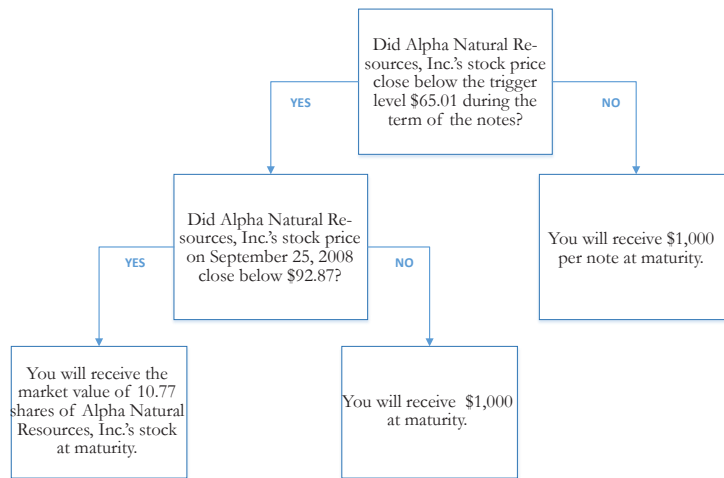 Did Alpha Natural Re-
sources, Inc.'s stock price
close below the trigger
level $65.01 during the
term of the notes?
YES
NO
Did Alpha Natural Re-
sources, Inc.'s stock price
on September 25, 2008
close below $92.87?
You will receive $1,000
per note at maturity.
YES
NO
You will receive the
market value of 10.77
shares of Alpha Natural
Resources, Inc.'s stock
at maturity.
You will receive $1,000
at maturity.